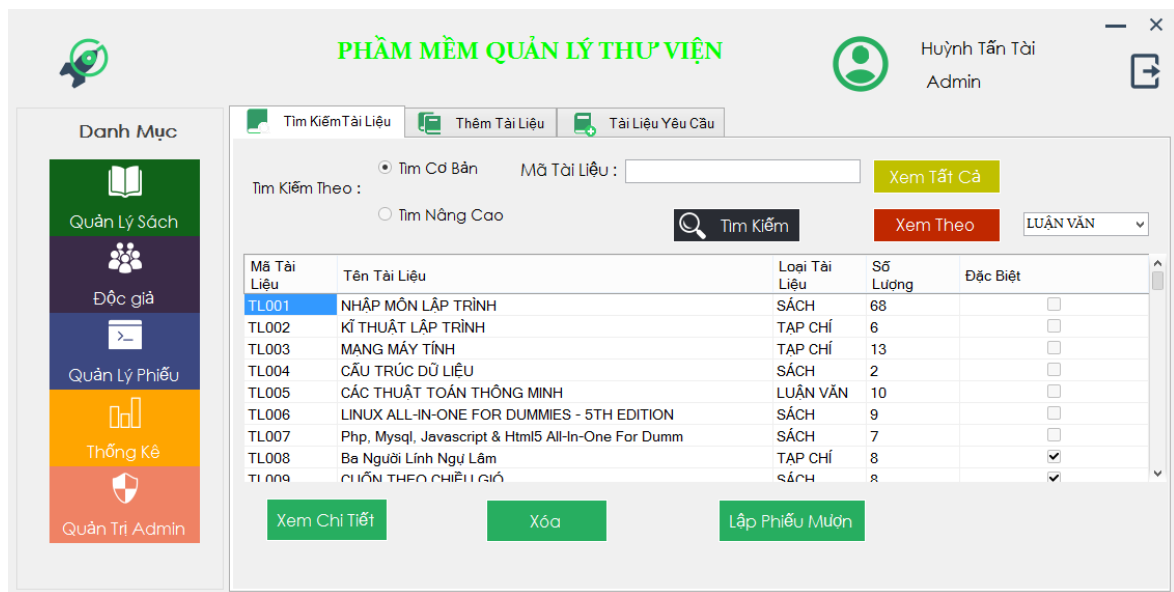 PHẦM MỀM QUẢN LÝ THƯ VIỆN
Huỳnh Tấn Tài
Admin
Danh Mục
Quản Lý Sách
Độc giả
Quản Lý Phiếu
Thống Kê
Quản Trị Admin
Tìm KiếmTài Liệu
Thêm Tài Liệu
Tài Liệu Yêu Cầu
Tìm Kiếm Theo :
Tìm Cơ Bản
Mã Tài Liệu :
Xem Tất Cả
Tìm Nâng Cao
Tìm Kiếm
Xem Theo
LUẬN VĂN
Mã Tài Liệu Tên Tài Liệu Loại Tài Liệu Số Lượng Đặc Biệt
TL001 NHẬP MÔN LẬP TRÌNH SÁCH 68
TL002 KĨ THUẬT LẬP TRÌNH TẠP CHÍ 6
TL003 MẠNG MÁY TÍNH TẠP CHÍ 13
TL004 CẤU TRÚC DỮ LIỆU SÁCH 2
TL005 CÁC THUẬT TOÁN THÔNG MINH LUẬN VĂN 10
TL006 LINUX ALL-IN-ONE FOR DUMMIES - 5TH EDITION SÁCH 9
TL007 Php, Mysql, Javascript & Html5 All-In-One For Dumm SÁCH 7
TL008 Ba Người Lính Ngự Lâm TẠP CHÍ 8
TL009 CUỐN THEO CHIỀU GIÓ SÁCH 8
Xem Chi Tiết
Xóa
Lập Phiếu Mượn